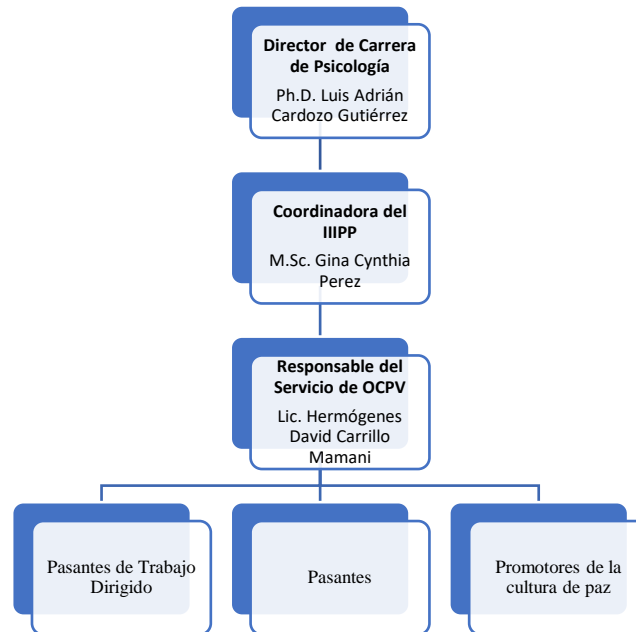 Director de Carrera
de Psicología
Ph.D. Luis Adrián
Cardozo Gutiérrez
Coordinadora del
IIIPP
M.Sc. Gina Cynthia
Perez
Responsable del
Servicio de OCPV
Lic. Hermógenes
David Carrillo
Mamani
Pasantes de Trabajo
Dirigido
Pasantes
Promotores de la
cultura de paz